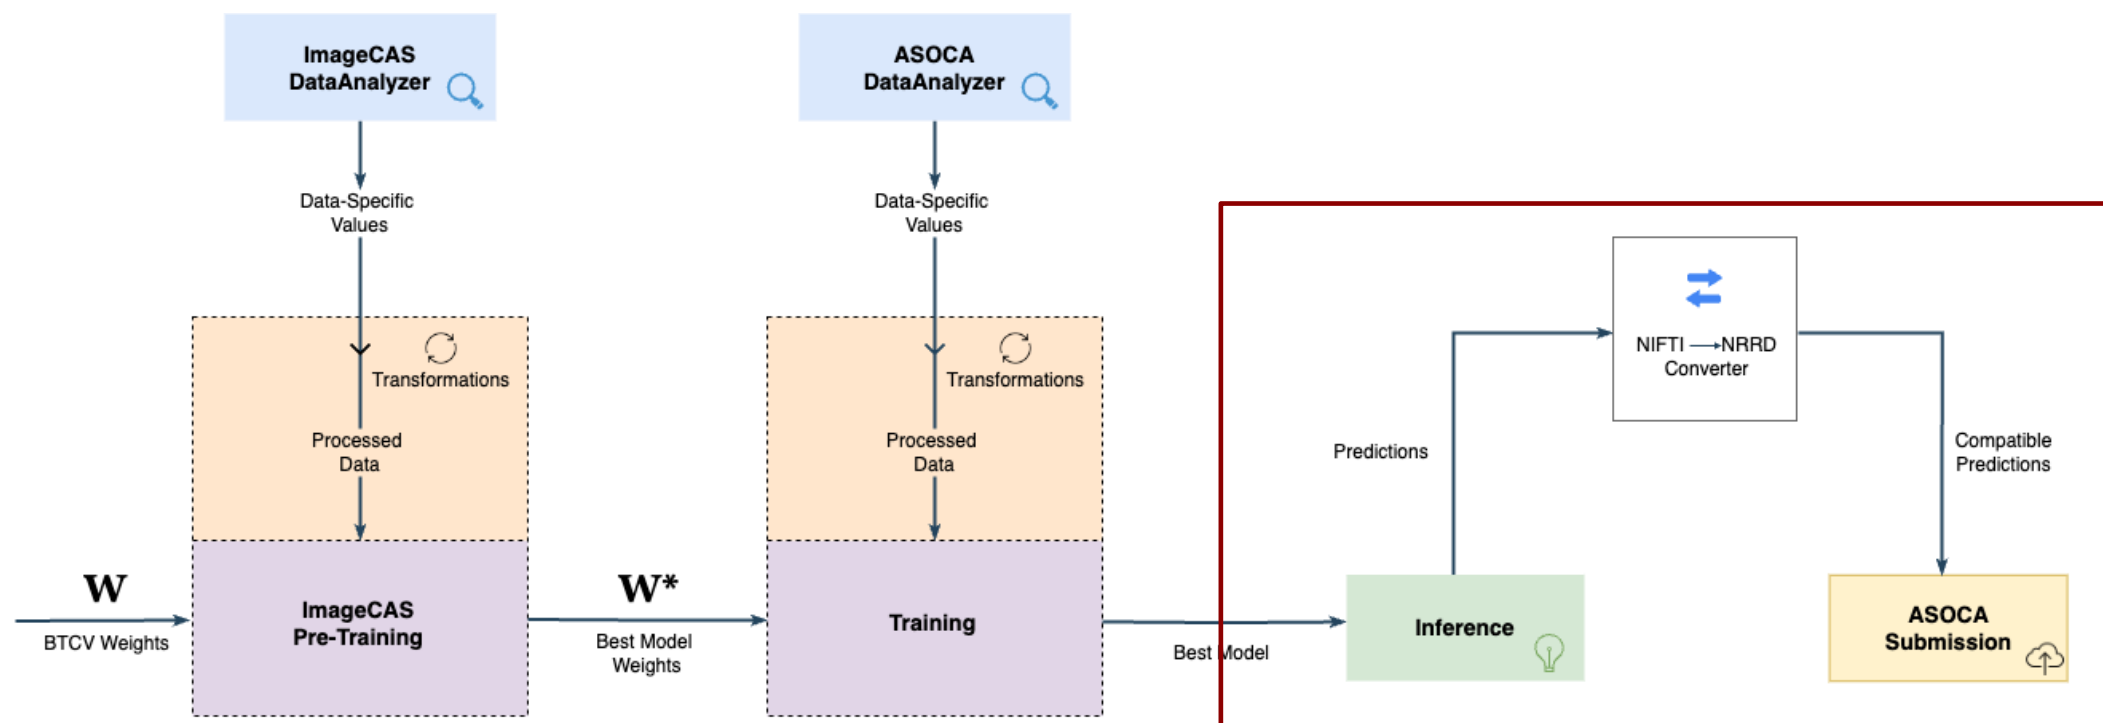 ImageCAS
DataAnalyzer
ASOCA
DataAnalyzer
Data-Specific
Values
Data-Specific
Values
NIFTI
NRRD
Converter
Transformations
Transformations
Processed
Data
Processed
Data
Predictions
Compatible
Predictions
W
BTCV Weights
ImageCAS
Pre-Training
W*
Best Model
Weights
Training
Best Model
Inference
ASOCA
Submission